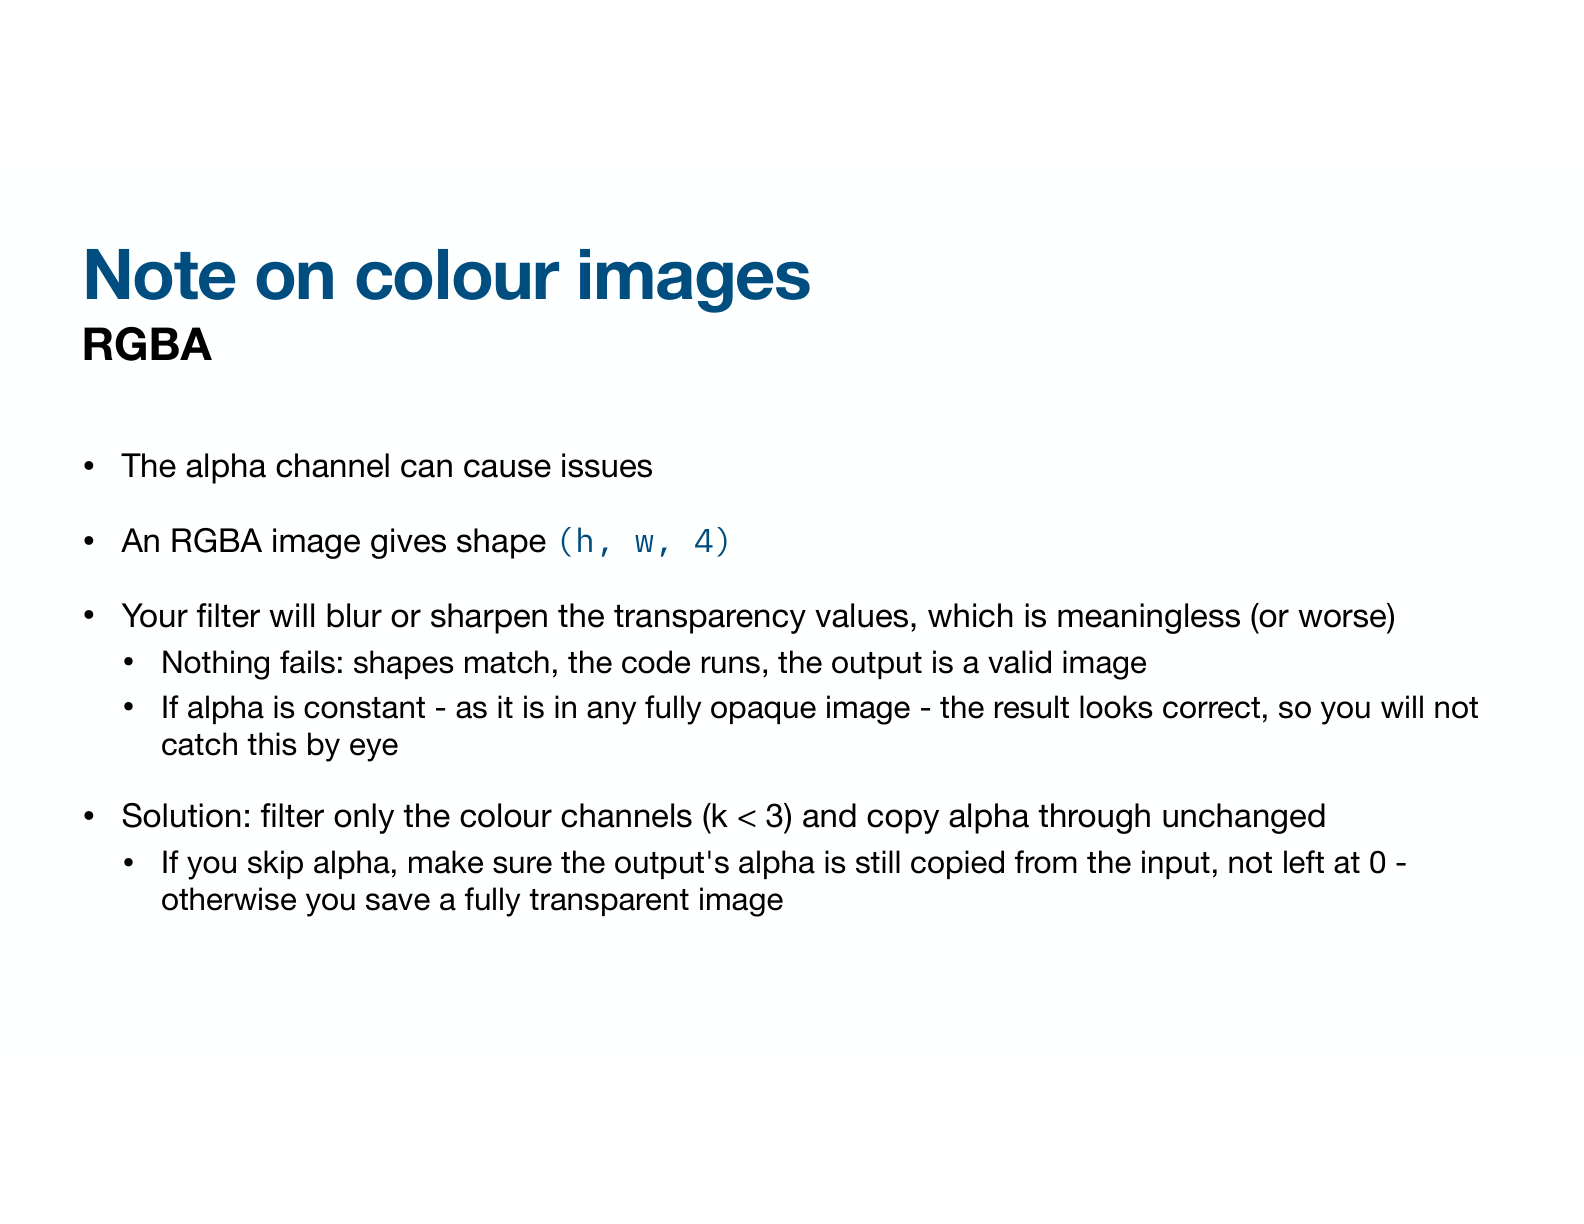 Note on colour images
RGBA
• The alpha channel can cause issues
• An RGBA image gives shape (h, w, 4)
• Your filter will blur or sharpen the transparency values, which is meaningless (or worse)
• Nothing fails: shapes match, the code runs, the output is a valid image
• If alpha is constant - as it is in any fully opaque image - the result looks correct, so you will not
catch this by eye
• Solution: filter only the colour channels (k < 3) and copy alpha through unchanged
• If you skip alpha, make sure the output's alpha is still copied from the input, not left at 0 -
otherwise you save a fully transparent image